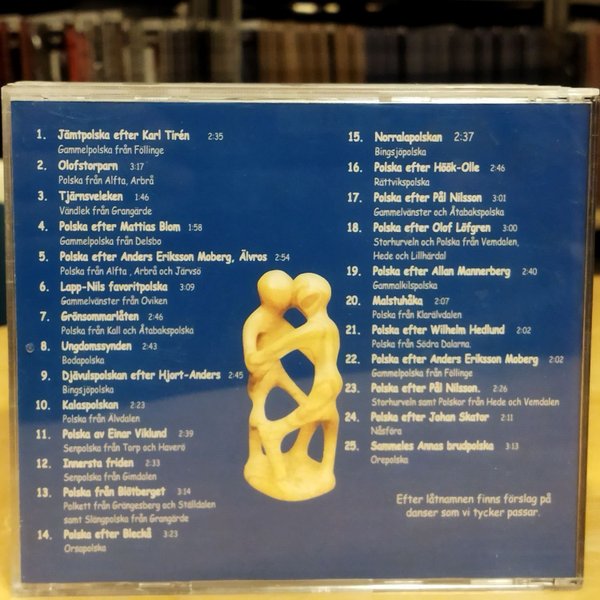 1. Jämtpolska efter Karl Tirén 2:35
Gammelpolska från Föllinge
2. Olofstorparn 3:17
Polska från Alfta, Arbrå
3. Tjärnsveleken 1:46
Vändlek från Grangärde
4. Polska efter Mattias Blom 1:58
Gammelpolska från Delsbo
5. Polska efter Anders Eriksson Moberg, Älvros 2:54
Polska från Alfta , Arbrå och Järvsö
6. Lapp-Nils favoritpolska 3:09
Gammelvänster från Oviken
7. Grönsommarlåten 2:46
Polska från Kall och Åtabakspolska
8. Ungdomssynden 2:43
Bodapolska
9. Djävulspolskan efter Hjort-Anders 2:45
Bingsjöpolska
10. Kalaspolskan 2:23
Polska från Älvdalen
11. Polska av Einar Viklund 2:39
Senpolska från Torp och Haverö
12. Innersta friden 2:33
Senpolska från Gimdalen
13. Polska från Blötberget 3:14
Polkett från Grängesberg och Ställdalen
samt Slängpolska från Grangärde
14. Polska efter Bleckå 3:23
Orsapolska
15. Norralapolskan 2:37
Bingsjöpolska
16. Polska efter Höök-Olle 2:46
Rättvikspolska
17. Polska efter Pål Nilsson 3:01
Gammelvänster och Åtabakspolska
18. Polska efter Olof Löfgren 3:00
Storhurveln och Polska från Vemdalen,
Hede och Lillhärdal
19. Polska efter Allan Mannerberg 2:40
Gammalkilspolska
20. Malstuhåka 2:07
Polska från Klarälvdalen
21. Polska efter Wilhelm Hedlund 2:02
Polska från Södra Dalarna.
22. Polska efter Anders Eriksson Moberg 2:02
Gammelpolska från Föllinge
23. Polska efter Pål Nilsson. 2:26
Storhurveln samt Polskor från Hede och Vemdalen
24. Polska efter Johan Skator 2:11
Nåsföra
25. Sammeles Annas brudpolska 3:13
Orepolska
Efter låtnamnen finns förslag på
danser som vi tycker passar.